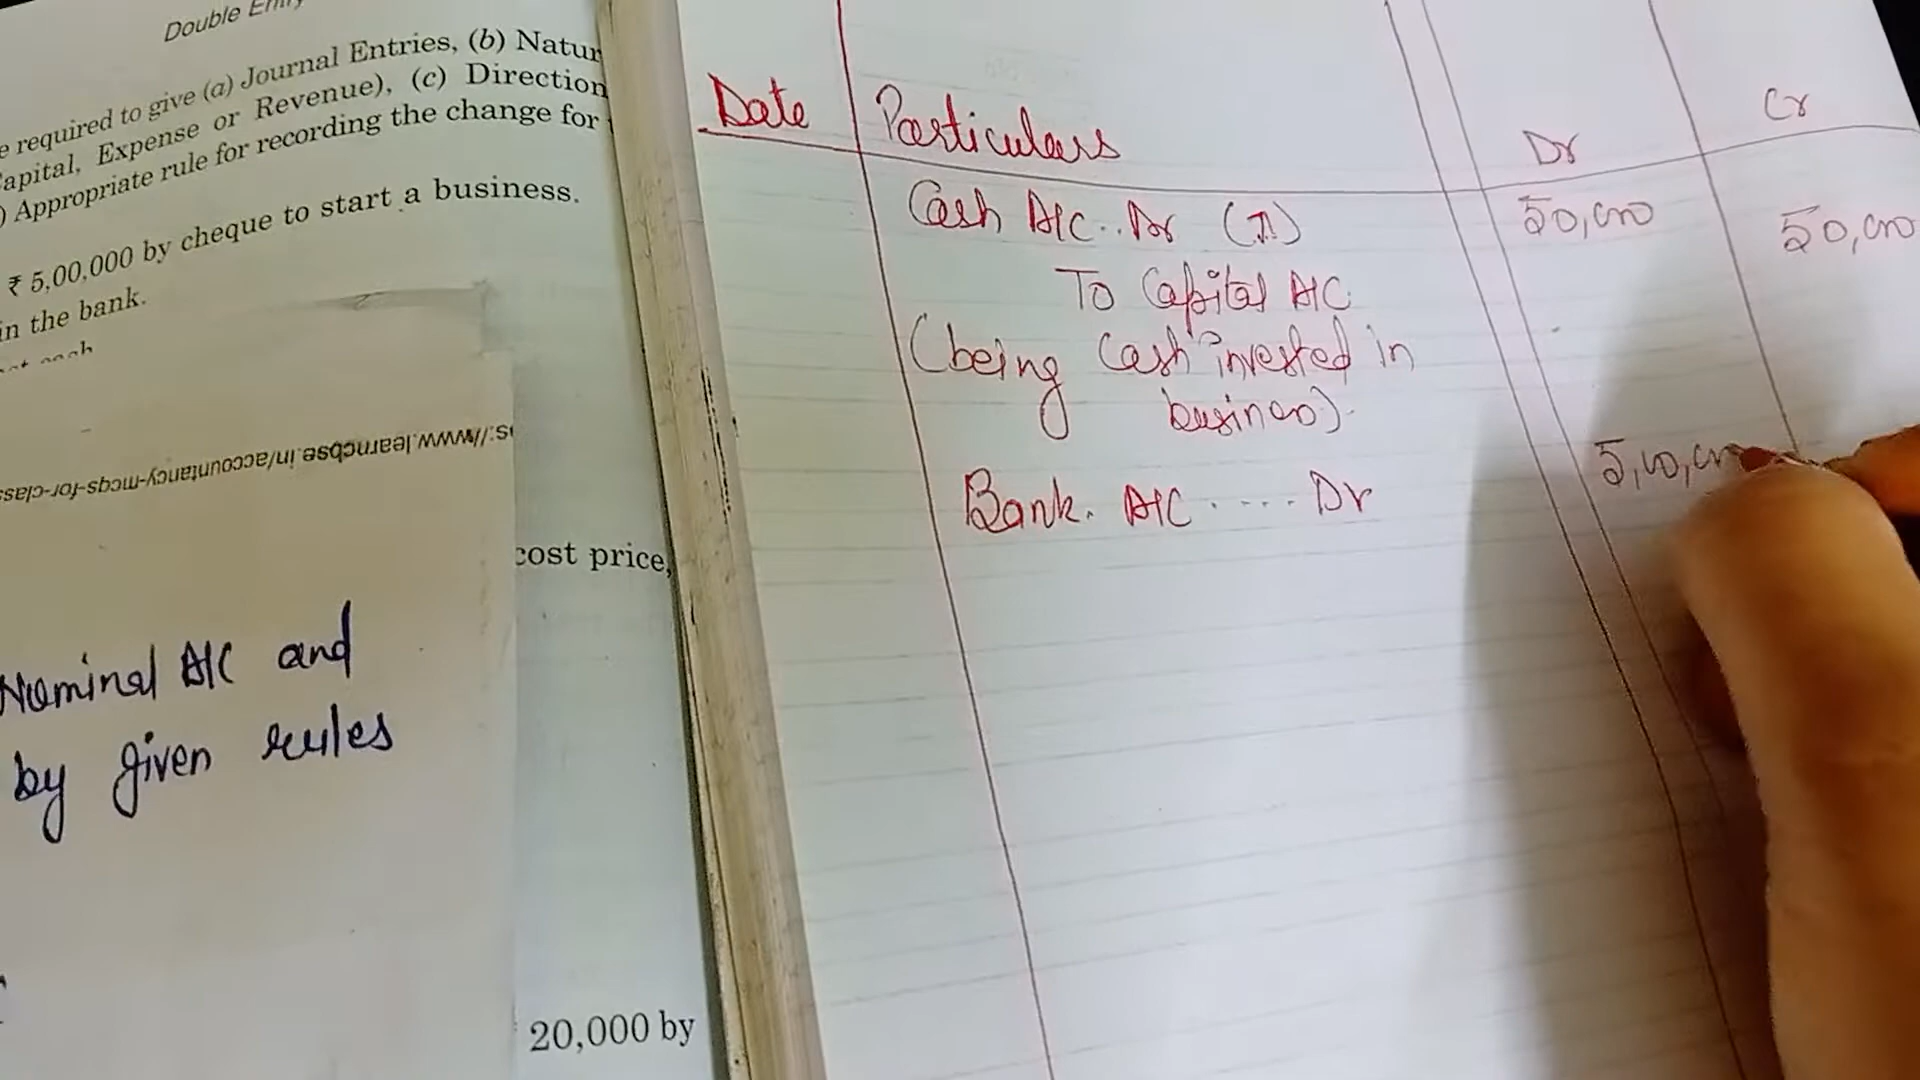 Double Entry
e required to give (a) Journal Entries, (b) Natur
apital, Expense or Revenue), (c) Direction
) Appropriate rule for recording the change for
₹ 5,00,000 by cheque to start a business.
in the bank.
s://www.learncbse.in/accountancy-mcqs-for-class
cost price,
Nominal A/C and
by given rules
20,000 by
Date Particulars Dr Cr
Cash A/C..Dr 50,000 50,000
To Capital A/C
(being Cash invested in
business).
Bank. A/C .... Dr 5,00,00